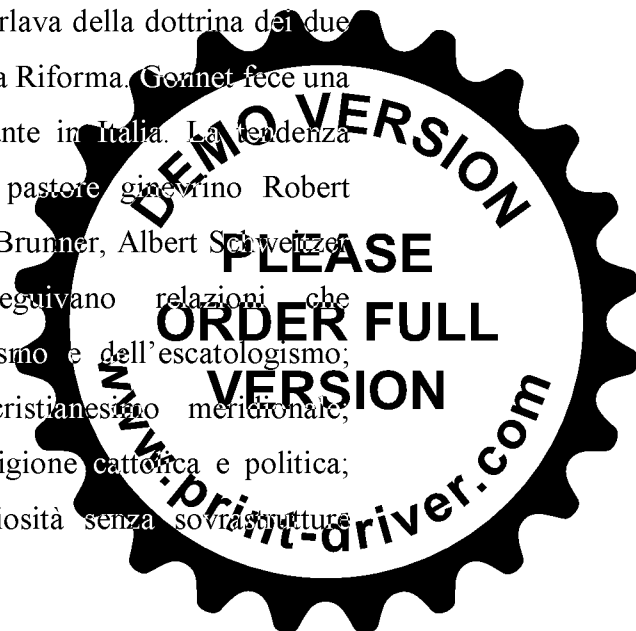 rlava della dottrina dei due
a Riforma. Gonnet fece una
nte in Italia. La tendenza
pastore ginevrino Robert
Brunner, Albert Schweitzer
eguivano relazioni che
smo e dell’escatologismo;
cristianesimo meridionale;
igione cattolica e politica;
iosità senza sovrastrutture
DEMO VERSION
PLEASE
ORDER FULL
VERSION
www.print-driver.com